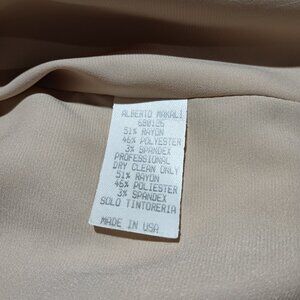 ALBERTO MAKALI
680125
51% RAYON
46% POLYESTER
3% SPANDEX
PROFESSIONAL
DRY CLEAN ONLY
51% RAYON
46% POLIESTER
3% SPANDEX
SOLO TINTORERIA
MADE IN USA